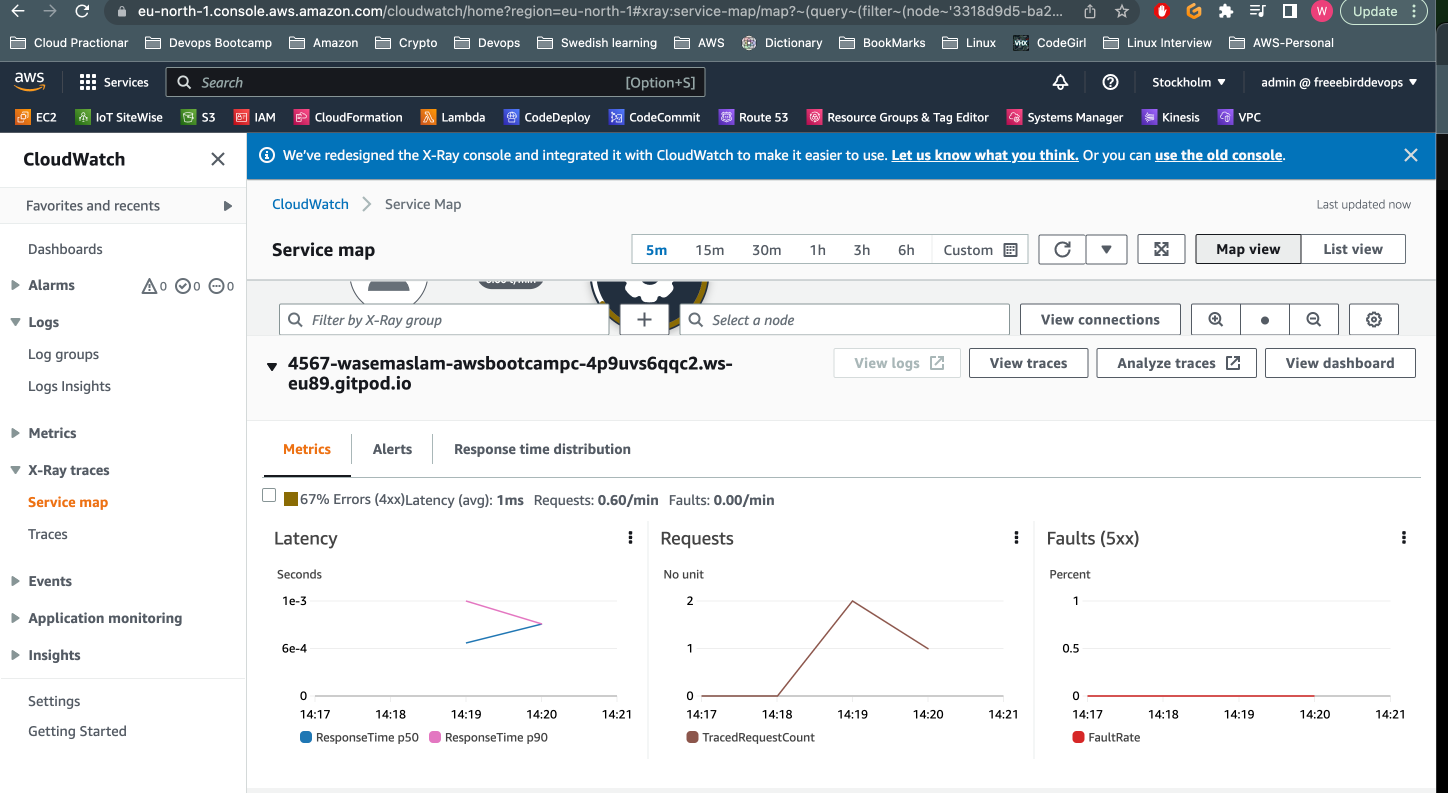 eu-north-1.console.aws.amazon.com/cloudwatch/home?region=eu-north-1#xray:service-map/map?~(query~(filter~(node~'3318d9d5-ba2... W Update
Cloud Practionar Devops Bootcamp Amazon Crypto Devops Swedish learning AWS Dictionary BookMarks Linux VHX CodeGirl Linux Interview AWS-Personal
aws Services Search [Option+S] Stockholm admin @ freeebirddevops
EC2 IoT SiteWise S3 IAM CloudFormation Lambda CodeDeploy CodeCommit Route 53 Resource Groups & Tag Editor Systems Manager Kinesis VPC
CloudWatch
Favorites and recents
Dashboards
Alarms 0 0 0
Logs
Log groups
Logs Insights
Metrics
X-Ray traces
Service map
Traces
Events
Application monitoring
Insights
Settings
Getting Started
We've redesigned the X-Ray console and integrated it with CloudWatch to make it easier to use. Let us know what you think. Or you can use the old console.
CloudWatch > Service Map Last updated now
Service map 5m 15m 30m 1h 3h 6h Custom Map view List view
Filter by X-Ray group + Select a node View connections
4567-wasemaslam-awsbootcampc-4p9uvs6qqc2.ws-
eu89.gitpod.io
View logs View traces Analyze traces View dashboard
Metrics Alerts Response time distribution
67% Errors (4xx)Latency (avg): 1ms Requests: 0.60/min Faults: 0.00/min
Latency
Seconds
1e-3
6e-4
0
14:17 14:18 14:19 14:20 14:21
ResponseTime p50 ResponseTime p90
Requests
No unit
2
1
0
14:17 14:18 14:19 14:20 14:21
TracedRequestCount
Faults (5xx)
Percent
1
0.5
0
14:17 14:18 14:19 14:20 14:21
FaultRate